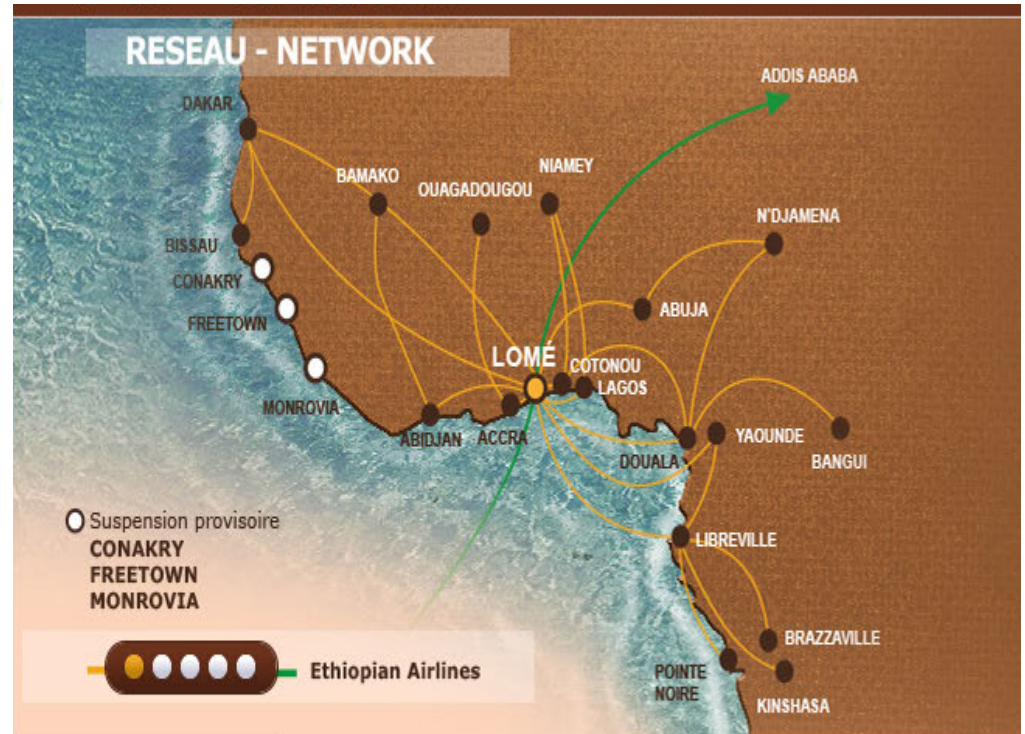 RESEAU - NETWORK
ADDIS ABABA
DAKAR
BAMAKO
NIAMEY
OUAGADOUGOU
N'DJAMENA
BISSAU
CONAKRY
FREETOWN
ABUJA
LOMÉ
COTONOU
LAGOS
MONROVIA
ABIDJAN
ACCRA
DOUALA
YAOUNDE
BANGUI
LIBREVILLE
BRAZZAVILLE
POINTE
NOIRE
KINSHASA
Suspension provisoire
CONAKRY
FREETOWN
MONROVIA
Ethiopian Airlines